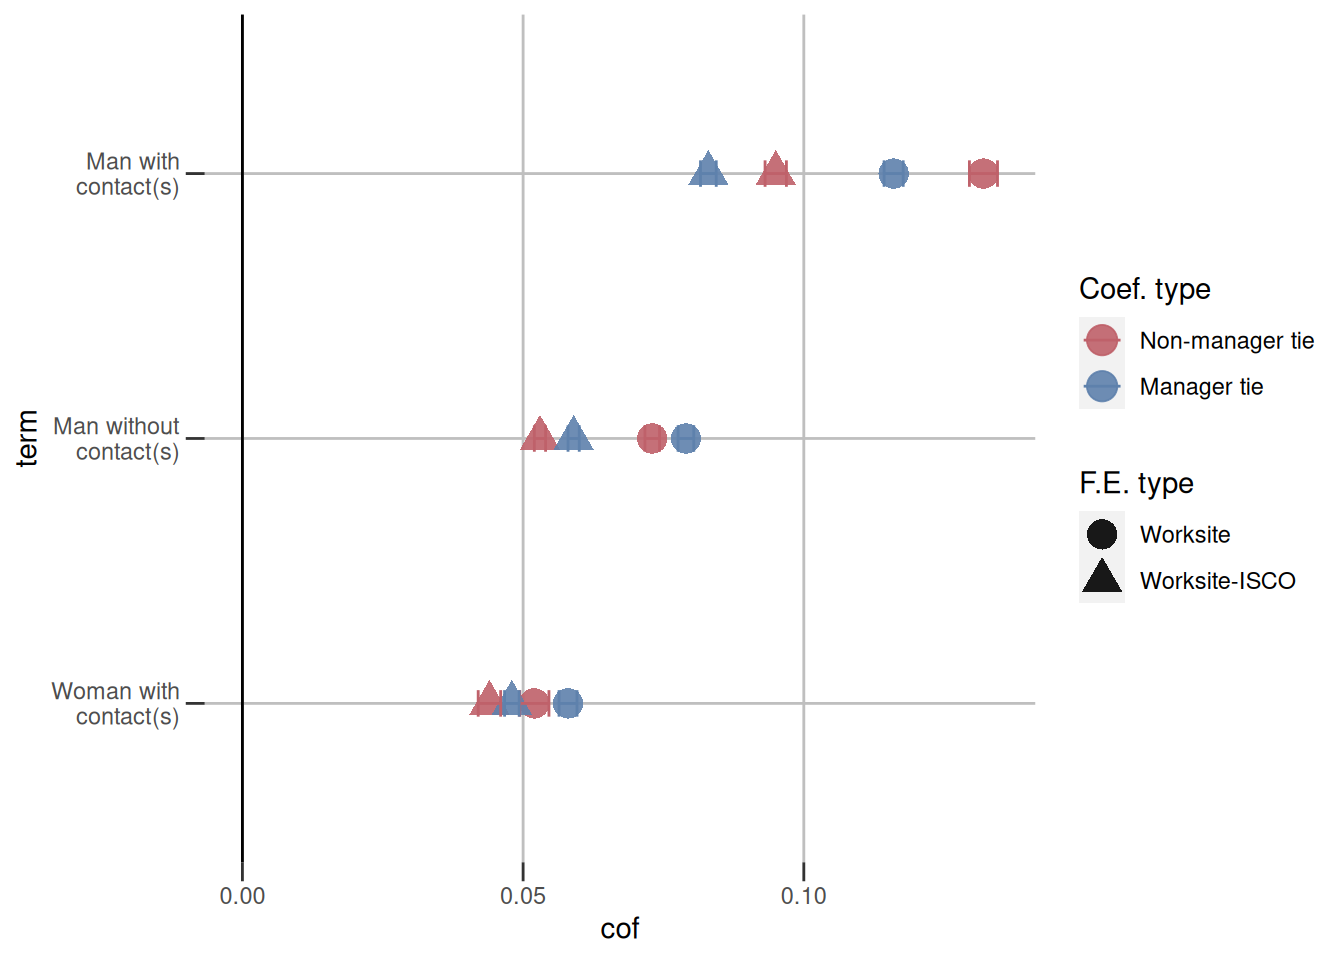 Man with
contact(s)
Man without
contact(s)
Woman with
contact(s)
term
0.00
0.05
0.10
cof
Coef. type
Non-manager tie
Manager tie
F.E. type
Worksite
Worksite-ISCO